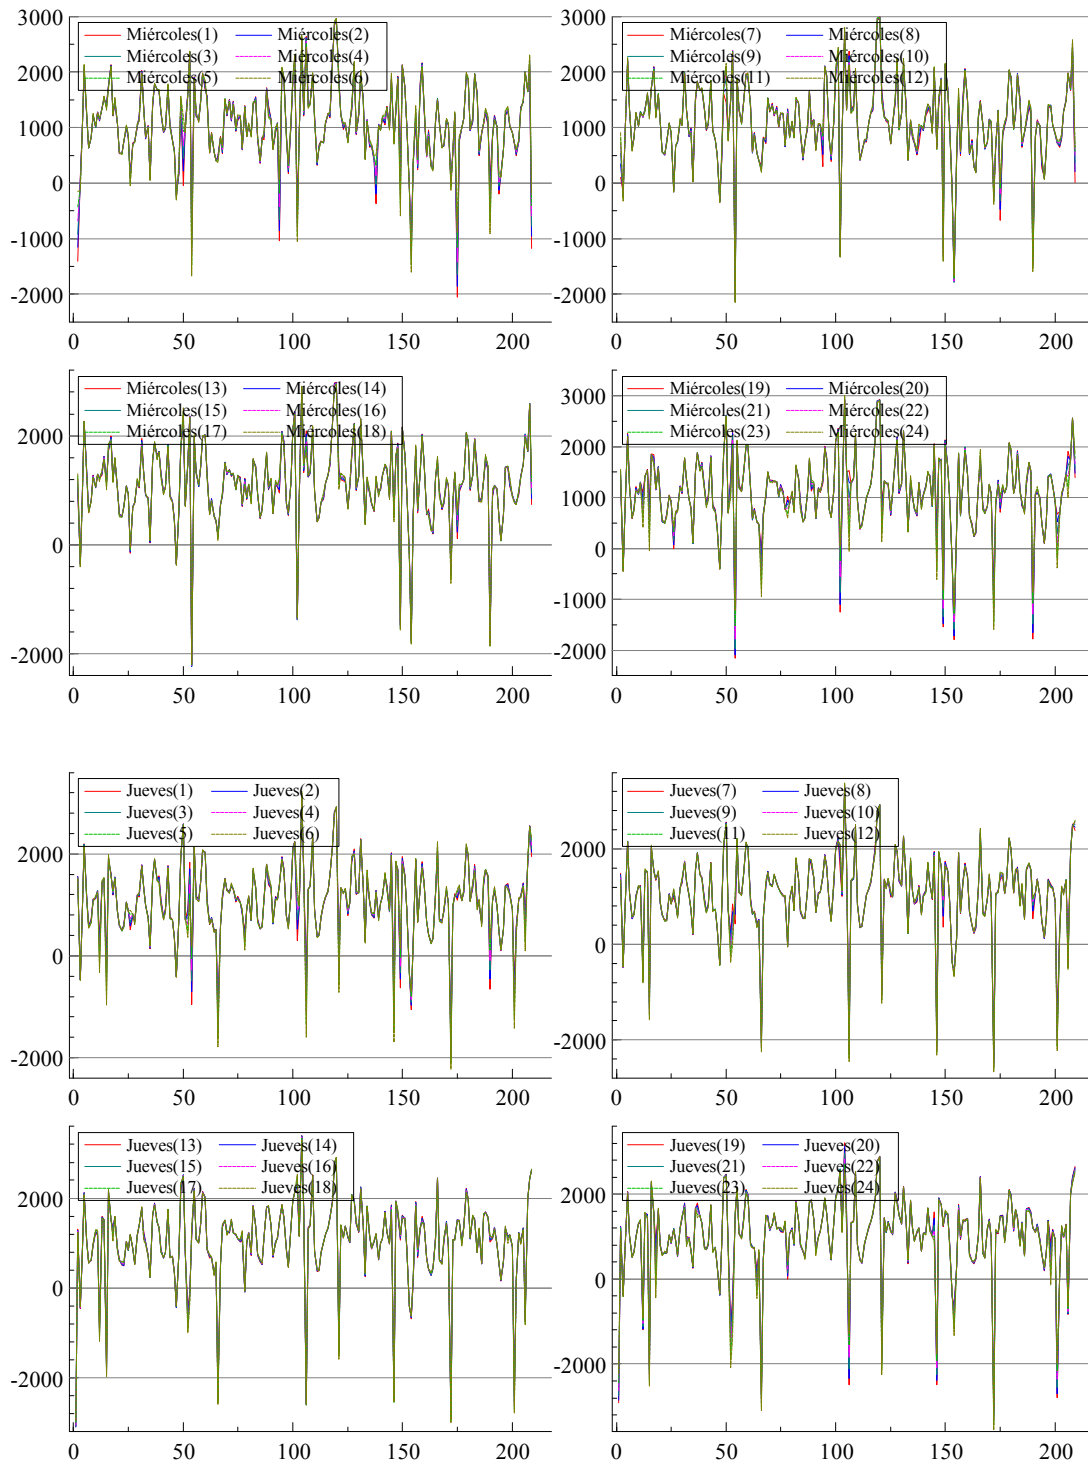 3000
2000
1000
0
-1000
-2000
0 50 100 150 200
Miércoles(1) Miércoles(2)
Miércoles(3) Miércoles(4)
Miércoles(5) Miércoles(6)
3000
2000
1000
0
-1000
-2000
0 50 100 150 200
Miércoles(7) Miércoles(8)
Miércoles(9) Miércoles(10)
Miércoles(11) Miércoles(12)
2000
0
-2000
0 50 100 150 200
Miércoles(13) Miércoles(14)
Miércoles(15) Miércoles(16)
Miércoles(17) Miércoles(18)
3000
2000
1000
0
-1000
-2000
0 50 100 150 200
Miércoles(19) Miércoles(20)
Miércoles(21) Miércoles(22)
Miércoles(23) Miércoles(24)
2000
0
-2000
0 50 100 150 200
Jueves(1) Jueves(2)
Jueves(3) Jueves(4)
Jueves(5) Jueves(6)
2000
0
-2000
0 50 100 150 200
Jueves(7) Jueves(8)
Jueves(9) Jueves(10)
Jueves(11) Jueves(12)
2000
0
-2000
0 50 100 150 200
Jueves(13) Jueves(14)
Jueves(15) Jueves(16)
Jueves(17) Jueves(18)
2000
0
-2000
0 50 100 150 200
Jueves(19) Jueves(20)
Jueves(21) Jueves(22)
Jueves(23) Jueves(24)